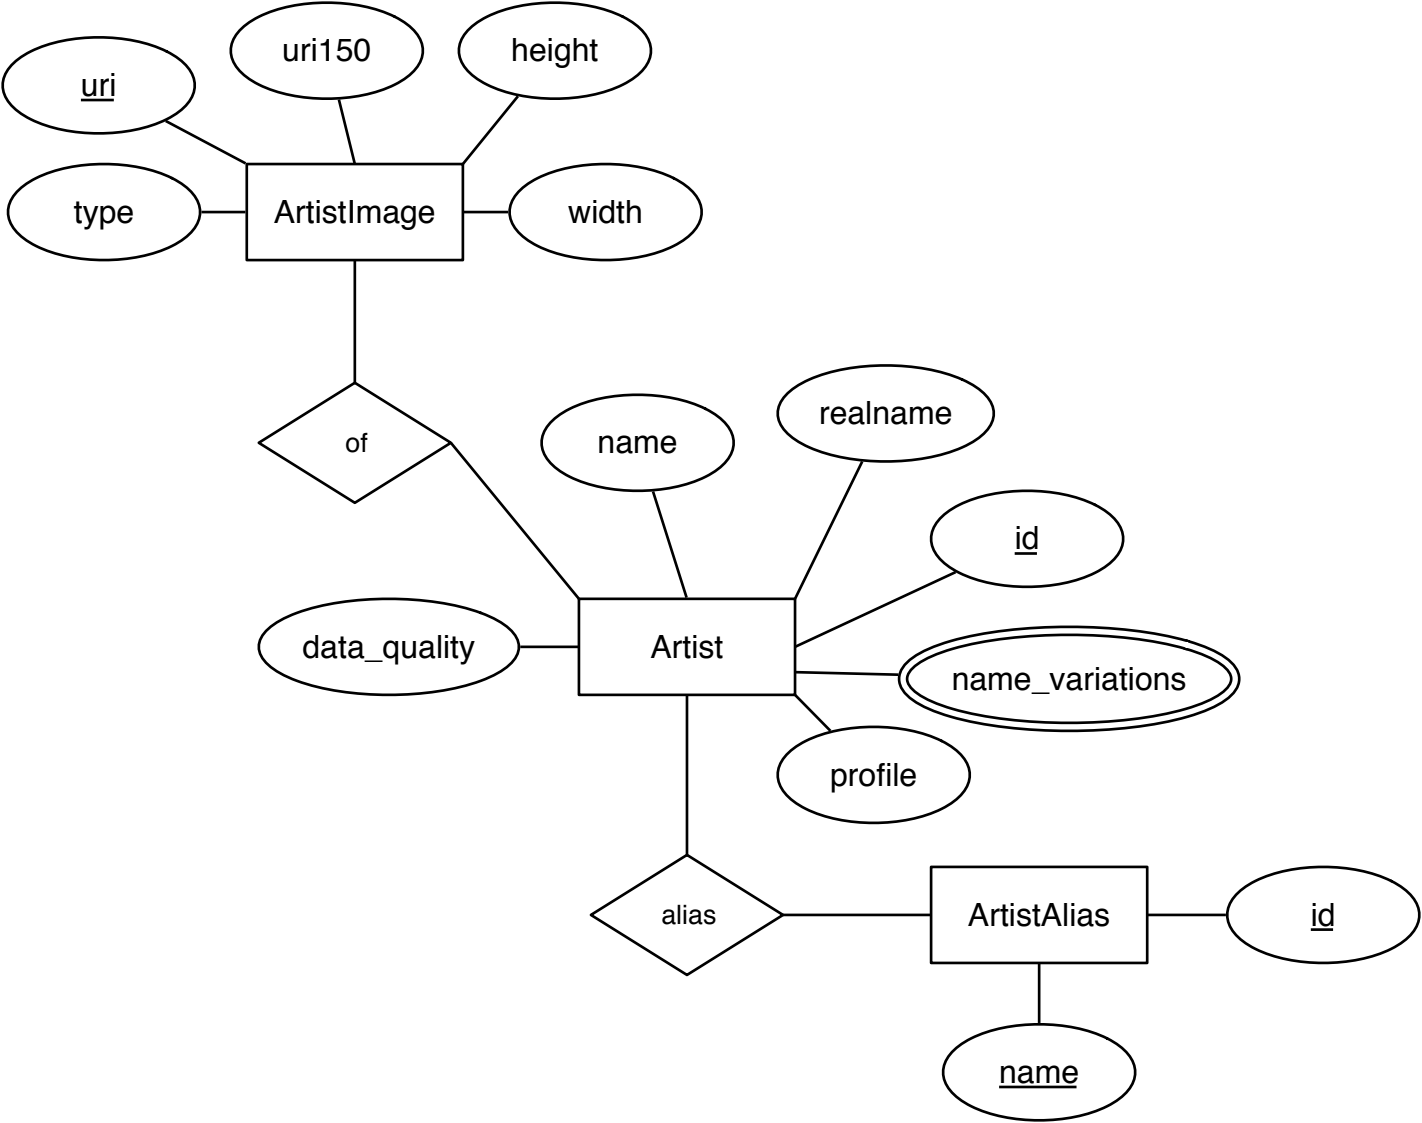 uri150
height
uri
type
ArtistImage
width
of
name
realname
id
data_quality
Artist
name_variations
profile
alias
ArtistAlias
id
name